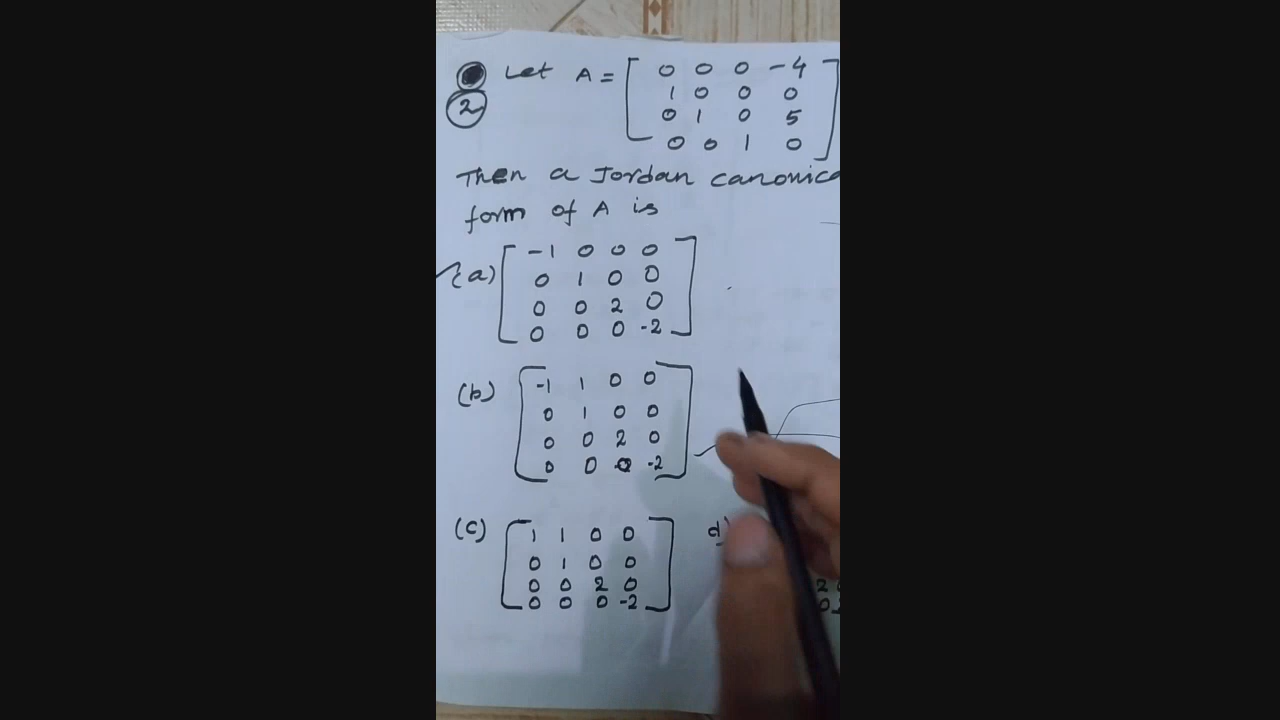 Let A = [ 0 0 0 -4
② 1 0 0 0
0 1 0 5
0 0 1 0 ]
Then a Jordan
form of A is
(a) [ -1 0 0 0
0 1 0 0
0 0 2 0
0 0 0 -2 ]
(b) [ -1 1 0 0
0 1 0 0
0 0 2 0
0 0 0 -2 ]
(c) [ 1 1 0 0 d)
0 1 0 0
0 0 2 0 2
0 0 0 -2 0